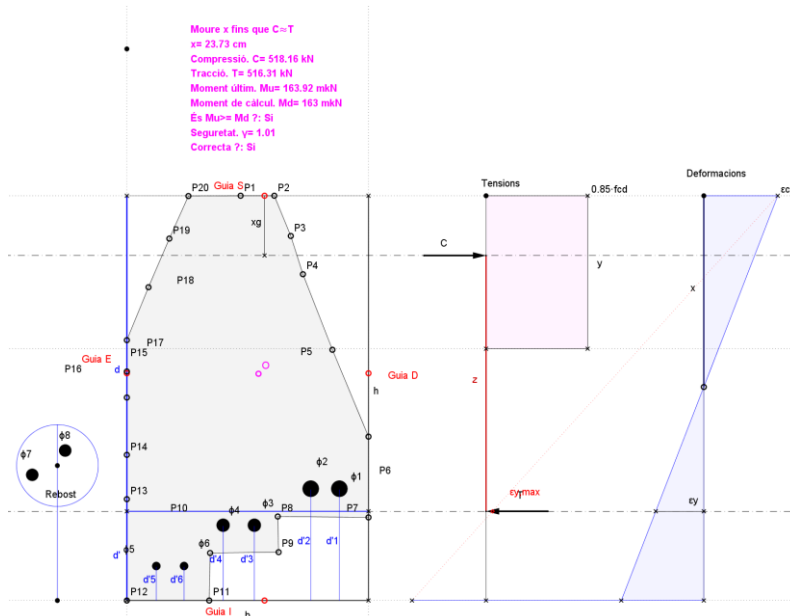 Moure x fins que C≈T
x= 23.73 cm
Compressió. C= 518.16 kN
Tracció. T= 516.31 kN
Moment últim. Mu= 163.92 mkN
Moment de càlcul. Md= 163 mkN
És Mu>= Md ?: Sí
Seguretat. γ= 1.01
Correcta ?: Sí
Tensions
Deformacions
Guia S
P20
P1
P2
0.85·fcd
εc
xg
P19
P3
C
P18
P4
y
x
P17
P15
P5
Guia E
P16
d
Guia D
z
h
ϕ8
ϕ7
Rebost
P14
P6
ϕ2
ϕ1
P13
P10
ϕ4
ϕ3
P8
P7
εy·max
T
εy
d'
ϕ5
ϕ6
P9
d'4
d'3
d'2
d'1
d'5
d'6
P12
P11
Guia I